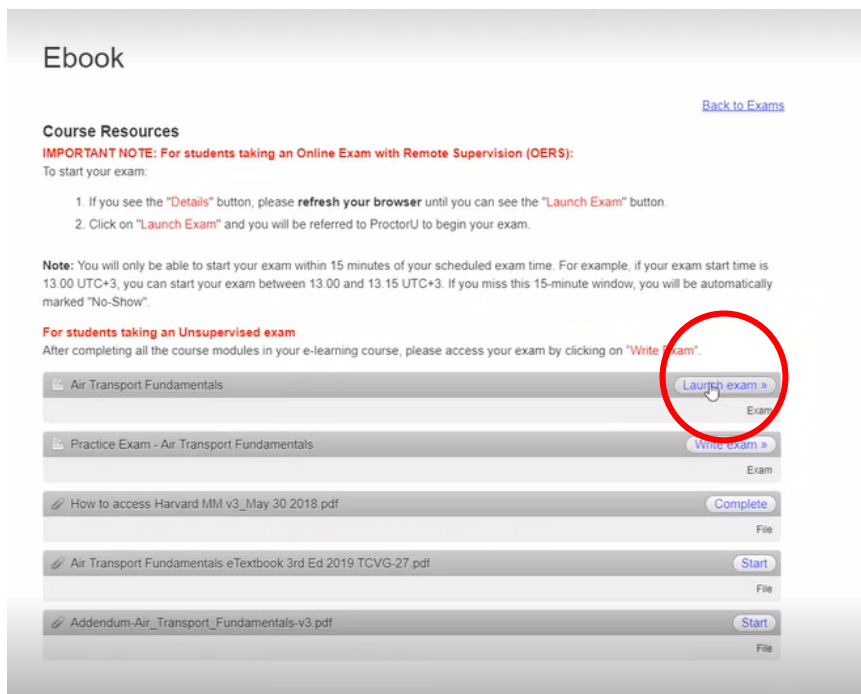 Ebook
Back to Exams
Course Resources
IMPORTANT NOTE: For students taking an Online Exam with Remote Supervision (OERS):
To start your exam:
1. If you see the "Details" button, please refresh your browser until you can see the "Launch Exam" button.
2. Click on "Launch Exam" and you will be referred to ProctorU to begin your exam.
Note: You will only be able to start your exam within 15 minutes of your scheduled exam time. For example, if your exam start time is
13.00 UTC+3, you can start your exam between 13.00 and 13.15 UTC+3. If you miss this 15-minute window, you will be automatically
marked "No-Show".
For students taking an Unsupervised exam
After completing all the course modules in your e-learning course, please access your exam by clicking on "Write Exam".
Air Transport Fundamentals Launch exam »
Exam
Practice Exam - Air Transport Fundamentals Write exam »
Exam
How to access Harvard MM v3_May 30 2018.pdf Complete
File
Air Transport Fundamentals eTextbook 3rd Ed 2019 TCVG-27.pdf Start
File
Addendum-Air_Transport_Fundamentals-v3.pdf Start
File